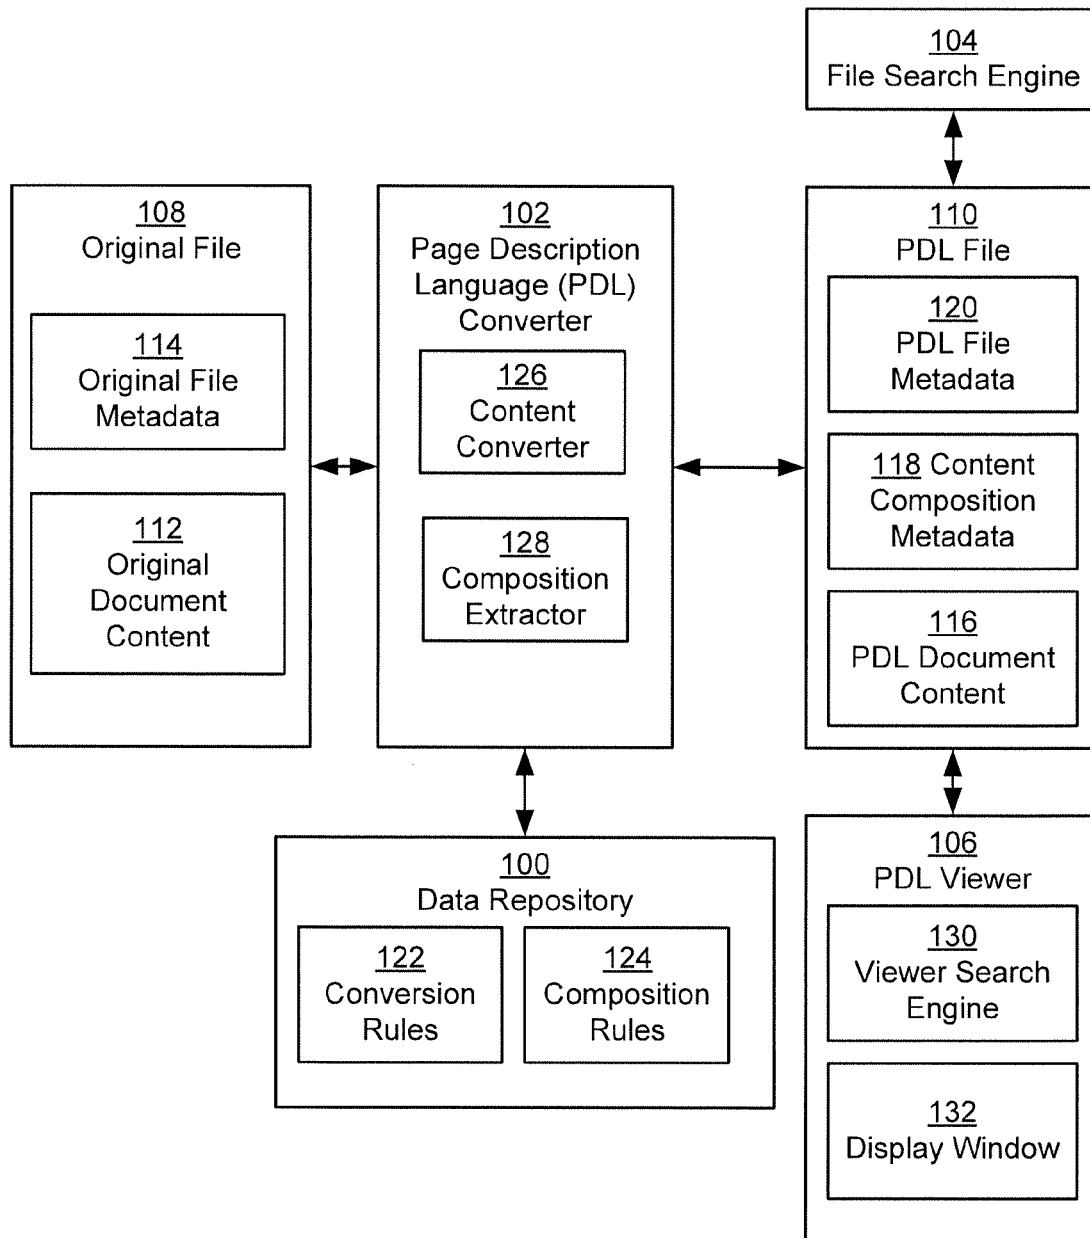 104
File Search Engine
108
Original File
114
Original File
Metadata
112
Original
Document
Content
102
Page Description
Language (PDL)
Converter
126
Content
Converter
128
Composition
Extractor
110
PDL File
120
PDL File
Metadata
118 Content
Composition
Metadata
116
PDL Document
Content
100
Data Repository
122
Conversion
Rules
124
Composition
Rules
106
PDL Viewer
130
Viewer Search
Engine
132
Display Window